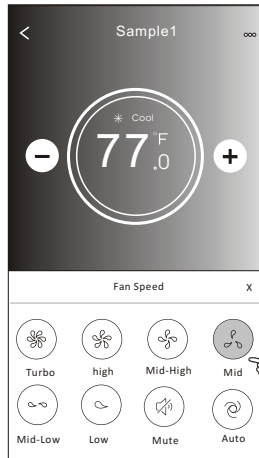 Sample1
Cool
77.0°F
Fan Speed X
Turbo high Mid-High Mid
Mid-Low Low Mute Auto